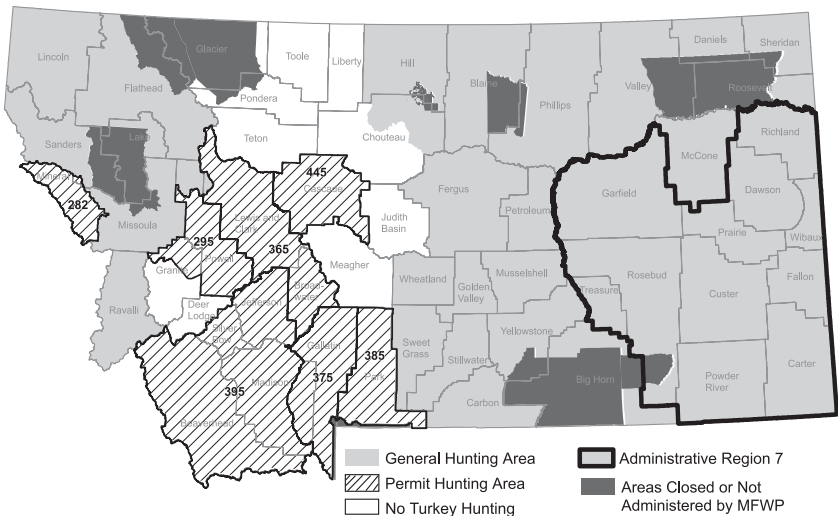 Lincoln
Flathead
Glacier
Toole
Liberty
Hill
Blaine
Phillips
Valley
Daniels
Sheridan
Roosevelt
Pondera
Teton
Chouteau
Sanders
Lake
Mineral
282
Missoula
Lewis and
Clark
445
Cascade
Fergus
Petroleum
Garfield
McCone
Richland
Dawson
Prairie
Wibaux
295
Powell
365
Judith
Basin
Granite
Meagher
Wheatland
Golden
Valley
Musselshell
Treasure
Rosebud
Custer
Fallon
Ravalli
Deer
Lodge
Jefferson
Broad-
water
Silver
Bow
Gallatin
385
Park
375
Madison
395
Beaverhead
Sweet
Grass
Stillwater
Yellowstone
Carbon
Big Horn
Powder
River
Carter
General Hunting Area
Permit Hunting Area
No Turkey Hunting
Administrative Region 7
Areas Closed or Not
Administered by MFWP